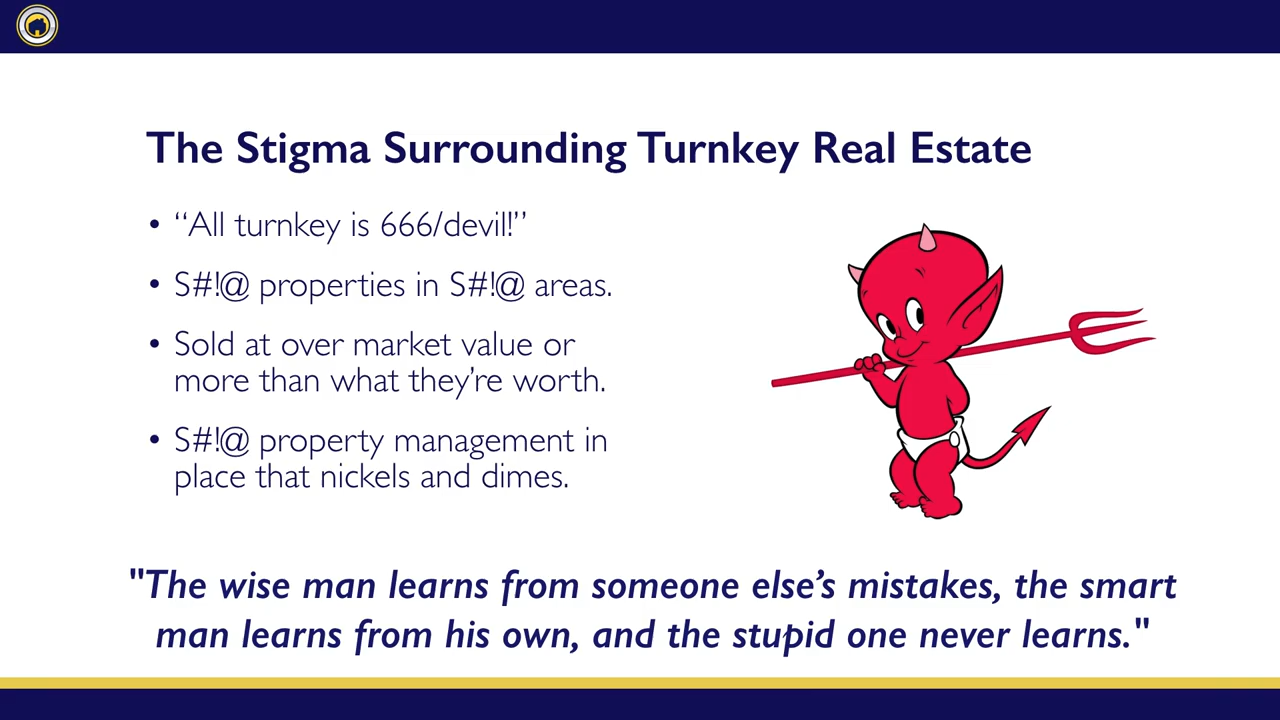 The Stigma Surrounding Turnkey Real Estate
• “All turnkey is 666/devil!”
• S#!@ properties in S#!@ areas.
• Sold at over market value or
more than what they’re worth.
• S#!@ property management in
place that nickels and dimes.
"The wise man learns from someone else’s mistakes, the smart
man learns from his own, and the stupid one never learns."